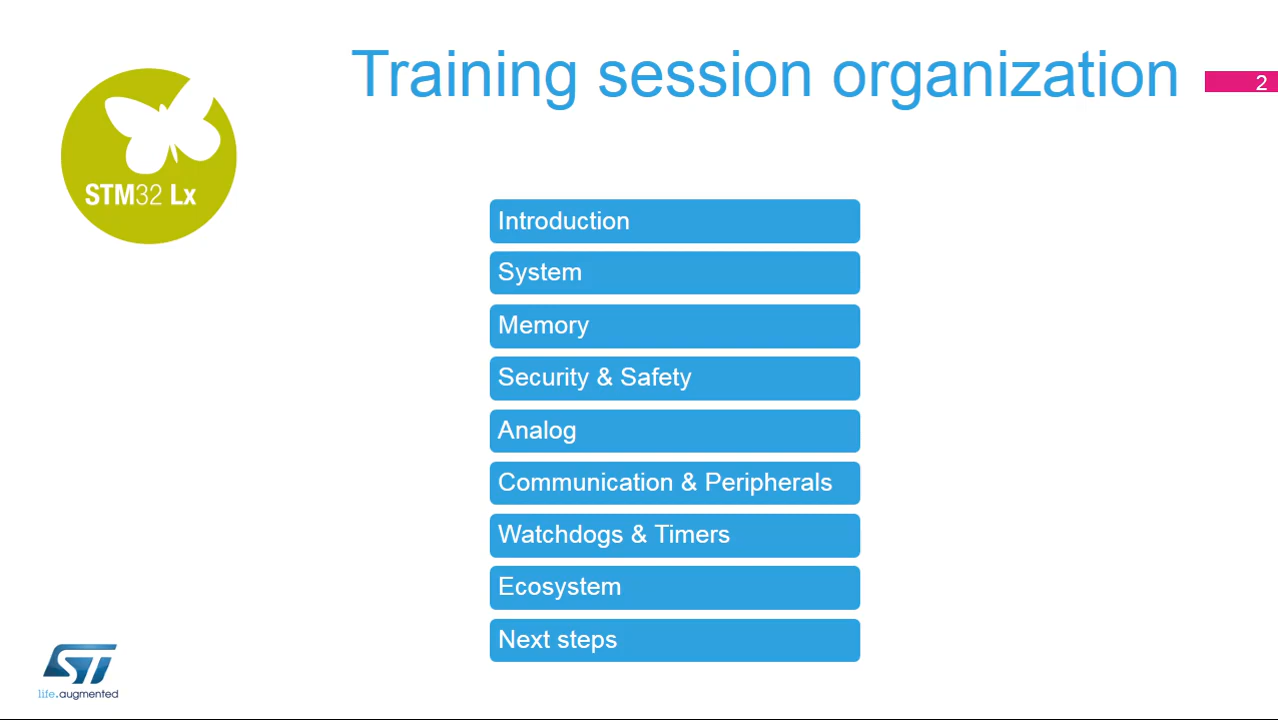 Training session organization
2
STM32 Lx
Introduction
System
Memory
Security & Safety
Analog
Communication & Peripherals
Watchdogs & Timers
Ecosystem
Next steps
ST
life.augmented